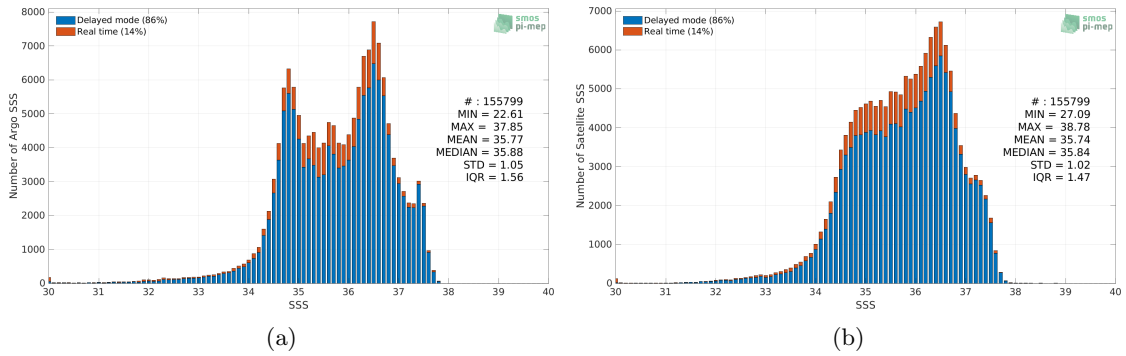 Delayed mode (86%)
Real time (14%)
smos
pi-mep
8000
7000
6000
5000
4000
3000
2000
1000
0
Number of Argo SSS
# : 155799
MIN = 22.61
MAX = 37.85
MEAN = 35.77
MEDIAN = 35.88
STD = 1.05
IQR = 1.56
30 31 32 33 34 35 36 37 38 39 40
SSS
(a)
Delayed mode (86%)
Real time (14%)
smos
pi-mep
7000
6000
5000
4000
3000
2000
1000
0
Number of Satellite SSS
# : 155799
MIN = 27.09
MAX = 38.78
MEAN = 35.74
MEDIAN = 35.84
STD = 1.02
IQR = 1.47
30 31 32 33 34 35 36 37 38 39 40
SSS
(b)